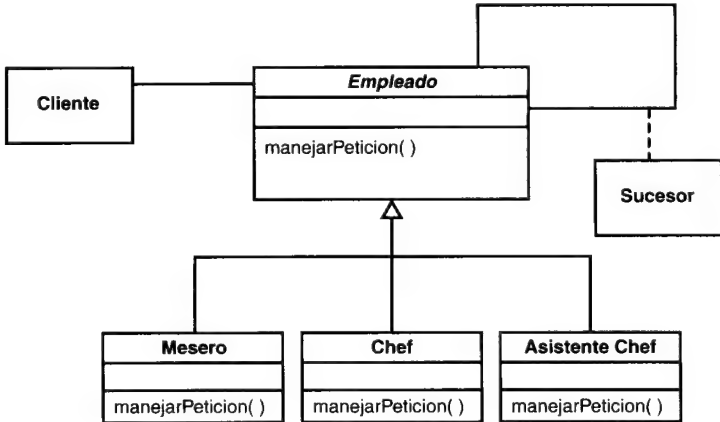 Cliente
Empleado
manejarPeticion( )
Sucesor
Mesero
manejarPeticion( )
Chef
manejarPeticion( )
Asistente Chef
manejarPeticion( )